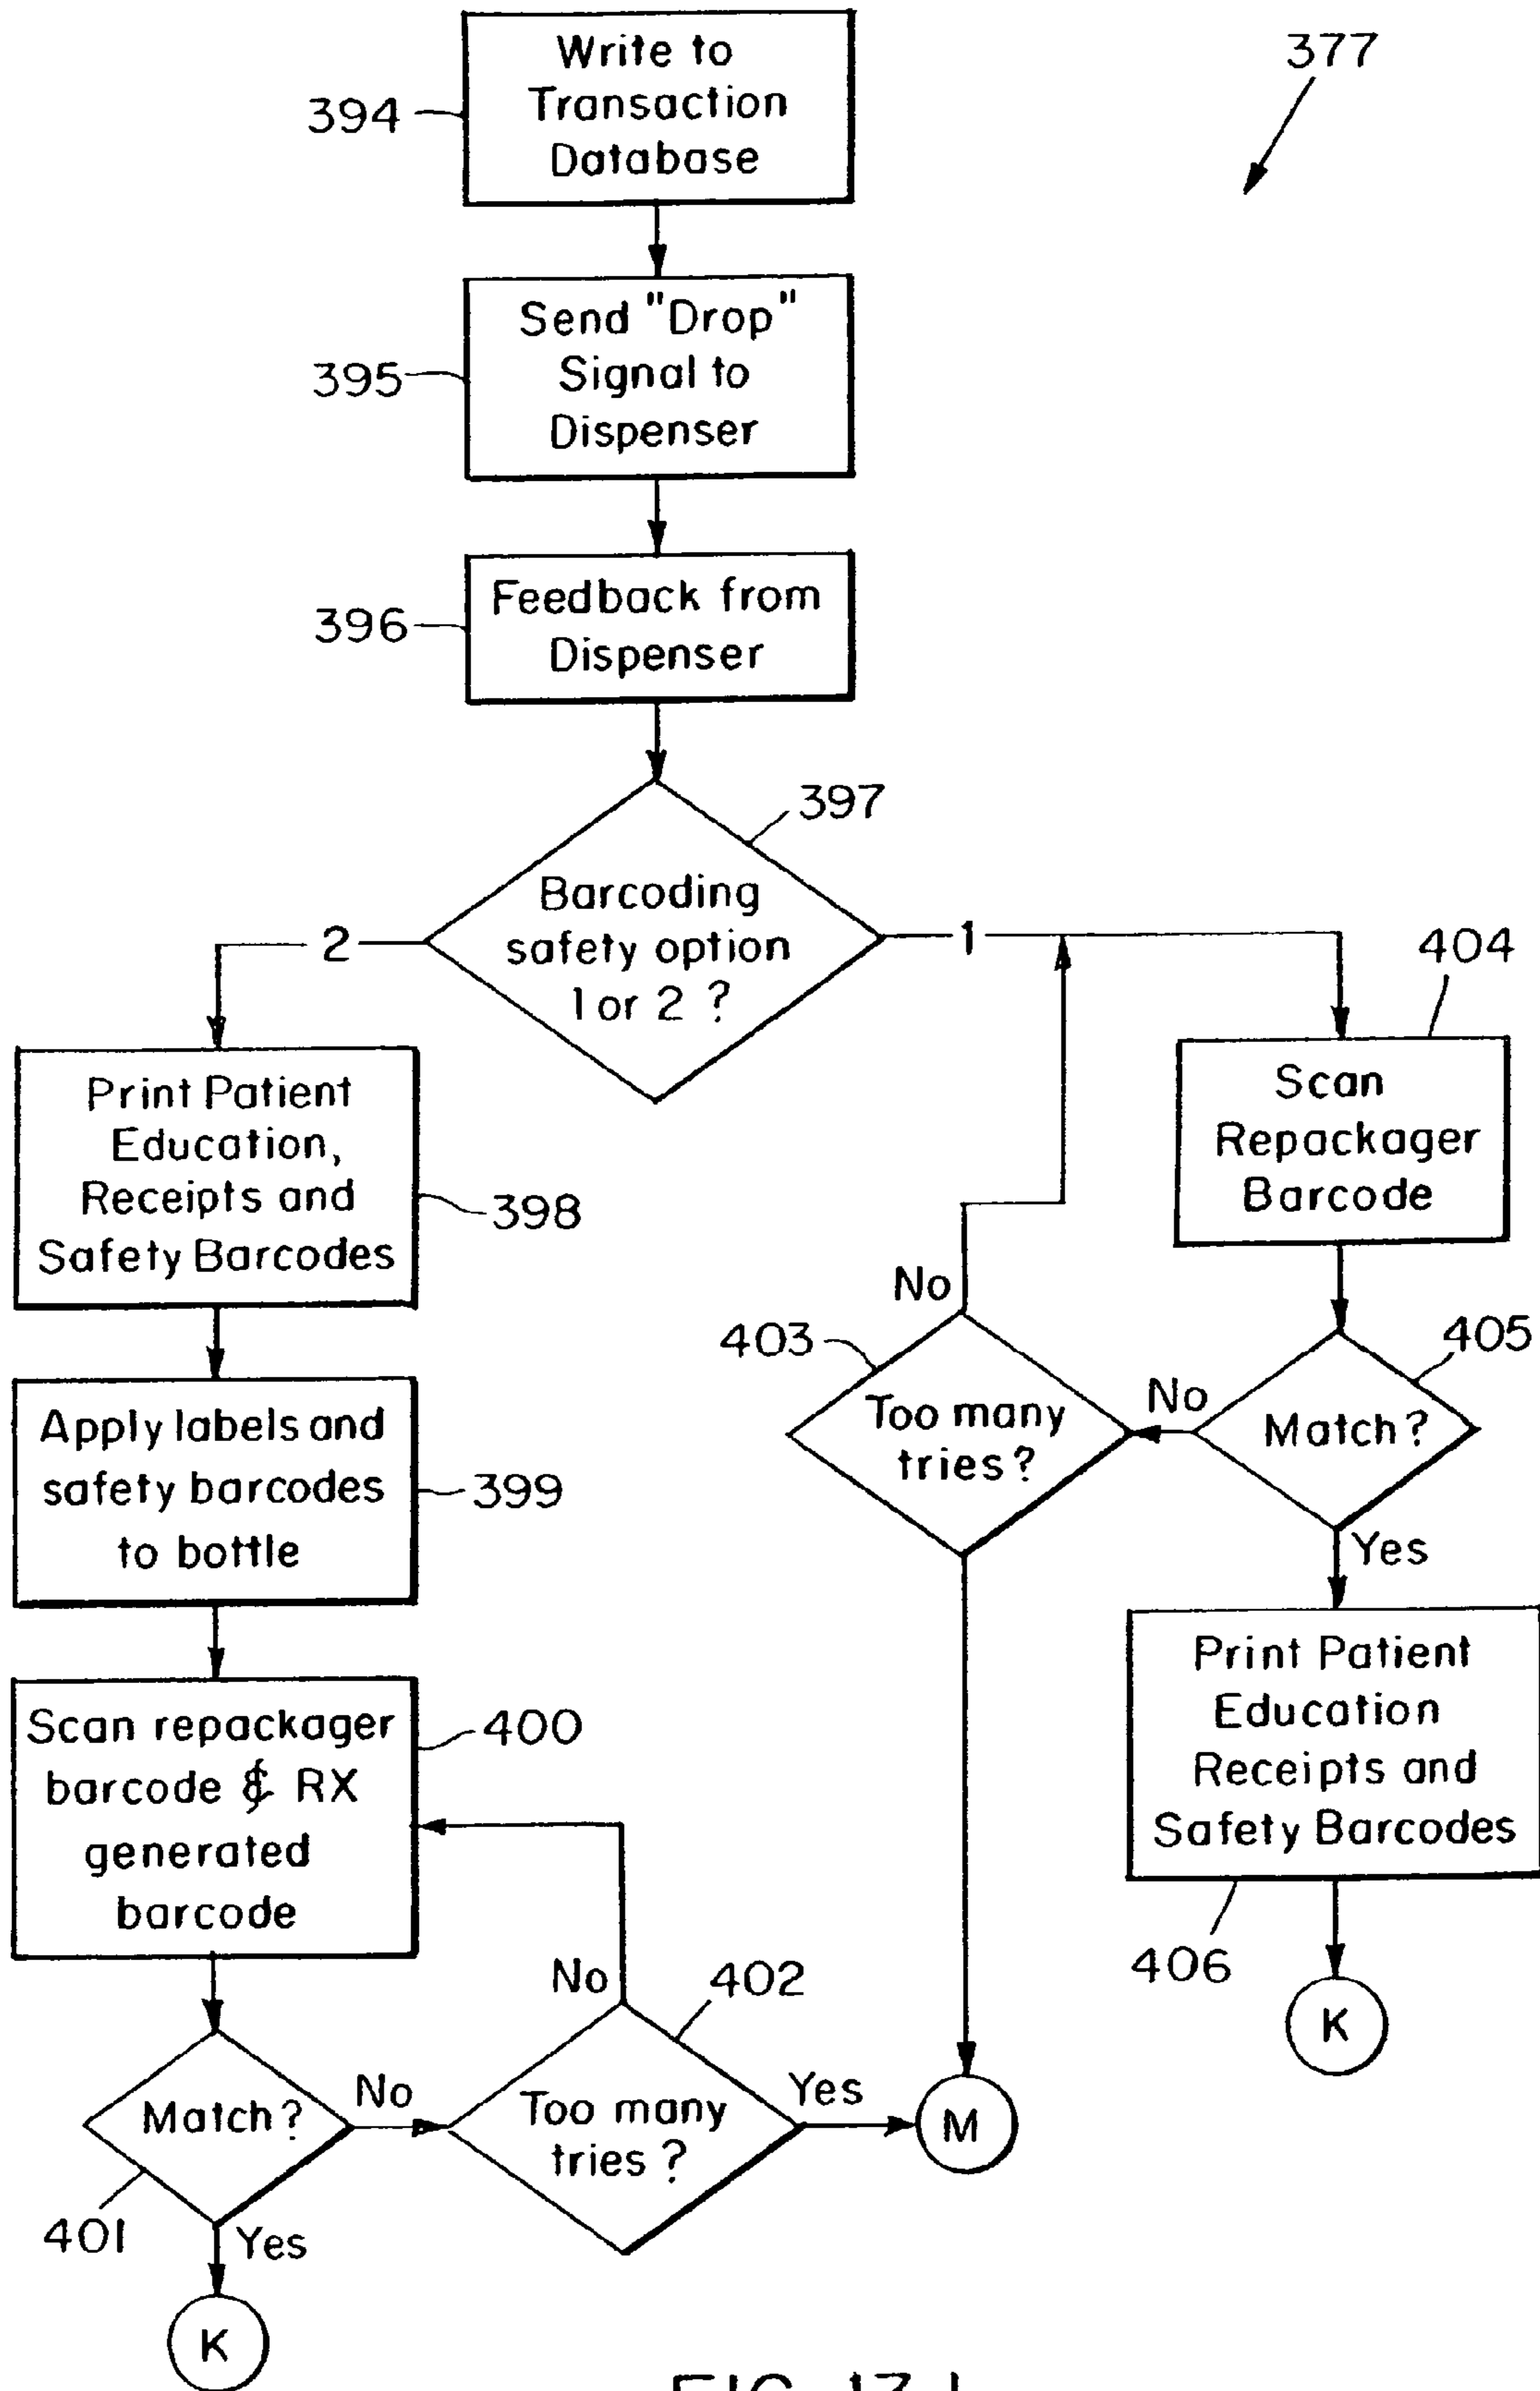 377
394
Write to
Transaction
Database
395
Send "Drop"
Signal to
Dispenser
396
Feedback from
Dispenser
397
Barcoding
safety option
1 or 2 ?
2
1
398
Print Patient
Education,
Receipts and
Safety Barcodes
399
Apply labels and
safety barcodes
to bottle
400
Scan repackager
barcode & RX
generated
barcode
401
Match?
No
Yes
K
402
Too many
tries ?
No
Yes
M
403
Too many
tries?
No
404
Scan
Repackager
Barcode
405
Match?
No
Yes
406
Print Patient
Education
Receipts and
Safety Barcodes
K